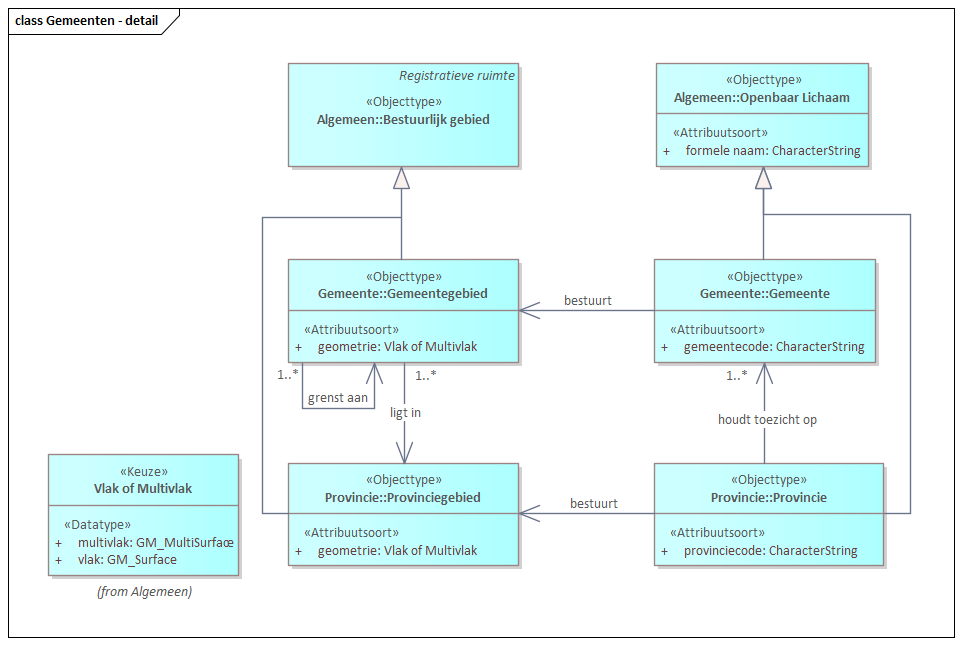 class Gemeenten - detail
Registratieve ruimte
«Objecttype»
Algemeen::Bestuurlijk gebied
«Objecttype»
Algemeen::Openbaar Lichaam
«Attribuutsoort»
+ formele naam: CharacterString
«Objecttype»
Gemeente::Gemeentegebied
«Attribuutsoort»
+ geometrie: Vlak of Multivlak
bestuurt
«Objecttype»
Gemeente::Gemeente
«Attribuutsoort»
+ gemeentecode: CharacterString
1..*
grenst aan
1..*
ligt in
1..*
houdt toezicht op
«Keuze»
Vlak of Multivlak
«Datatype»
+ multivlak: GM_MultiSurface
+ vlak: GM_Surface
(from Algemeen)
«Objecttype»
Provincie::Provinciegebied
«Attribuutsoort»
+ geometrie: Vlak of Multivlak
bestuurt
«Objecttype»
Provincie::Provincie
«Attribuutsoort»
+ provinciecode: CharacterString